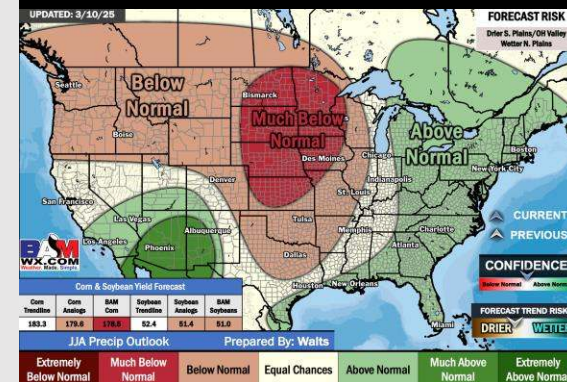 UPDATED: 3/10/25
FORECAST RISK
Drier S. Plains/OH Valley
Wetter N. Plains
Seattle
Below
Normal
Bismarck
Much Below
Normal
Above
Normal
Boise
Des Moines
Chicago
Boston
New York City
Indianapolis
Denver
St. Louis
San Francisco
Las Vegas
Tulsa
Los Angeles
Albuquerque
Memphis
Charlotte
Phoenix
Atlanta
Dallas
Houston
New Orleans
Miami
CURRENT
PREVIOUS
CONFIDENCE
Below Normal Above Norm
FORECAST TREND RISK
DRIER WETTE
BAM
WX.COM
Weather. Made. Simple.
Corn & Soybean Yield Forecast
Corn Trendline
Corn Analogs
BAM Corn
Soybean Trendline
Soybean Analogs
BAM Soybeans
183.3 179.6 178.6 52.4 51.4 51.0
JJA Precip Outlook Prepared By: Walts
Extremely Below Normal
Much Below Normal
Below Normal
Equal Chances
Above Normal
Much Above Normal
Extremely Above Normal